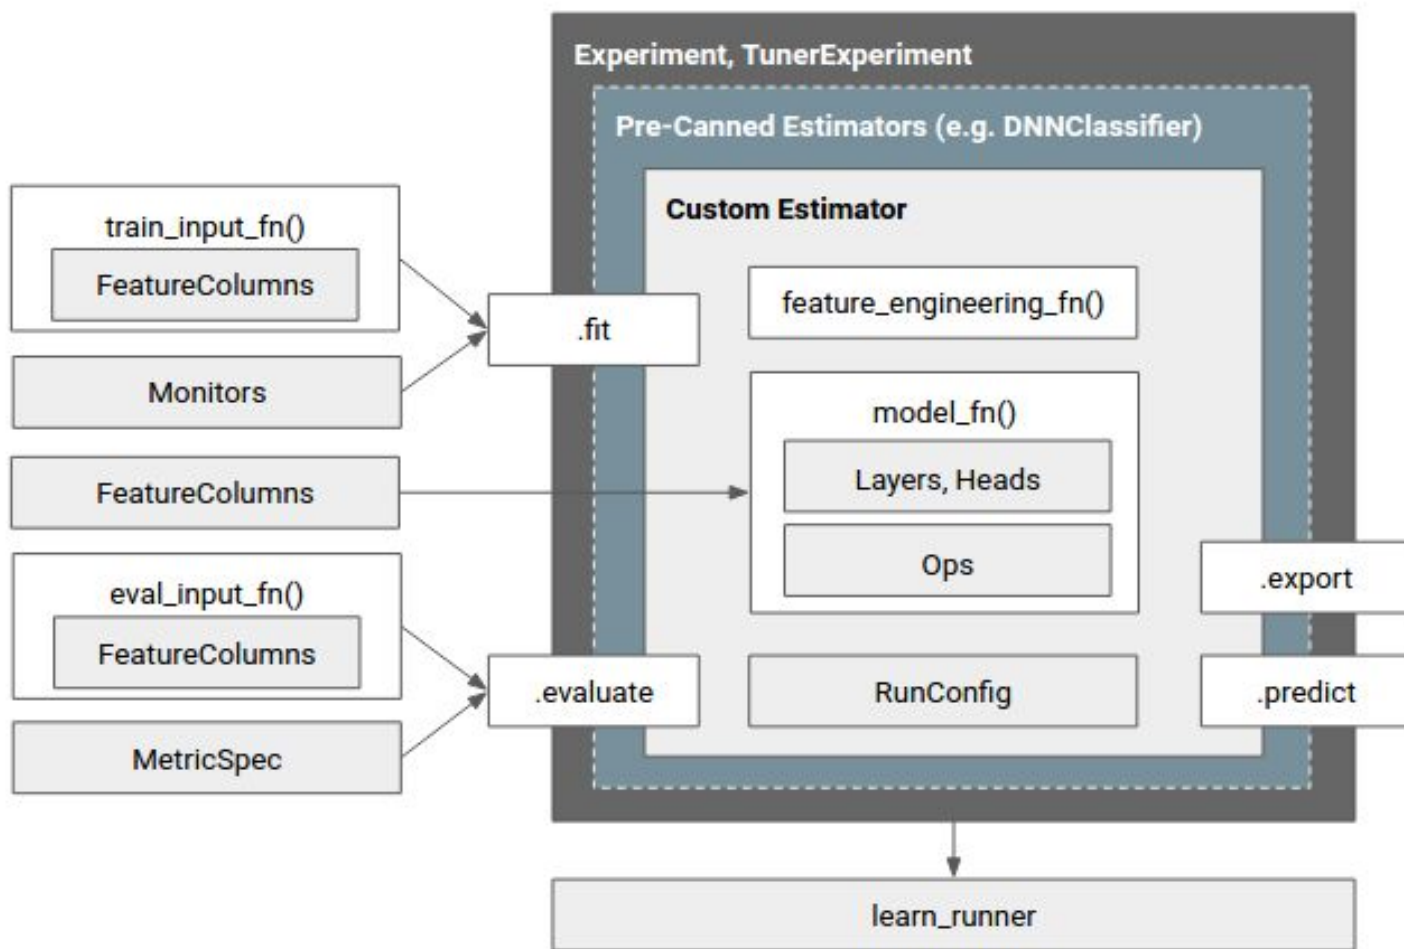 Experiment, TunerExperiment
Pre-Canned Estimators (e.g. DNNClassifier)
Custom Estimator
train_input_fn()
FeatureColumns
Monitors
FeatureColumns
eval_input_fn()
FeatureColumns
MetricSpec
.fit
.evaluate
feature_engineering_fn()
model_fn()
Layers, Heads
Ops
RunConfig
.export
.predict
learn_runner